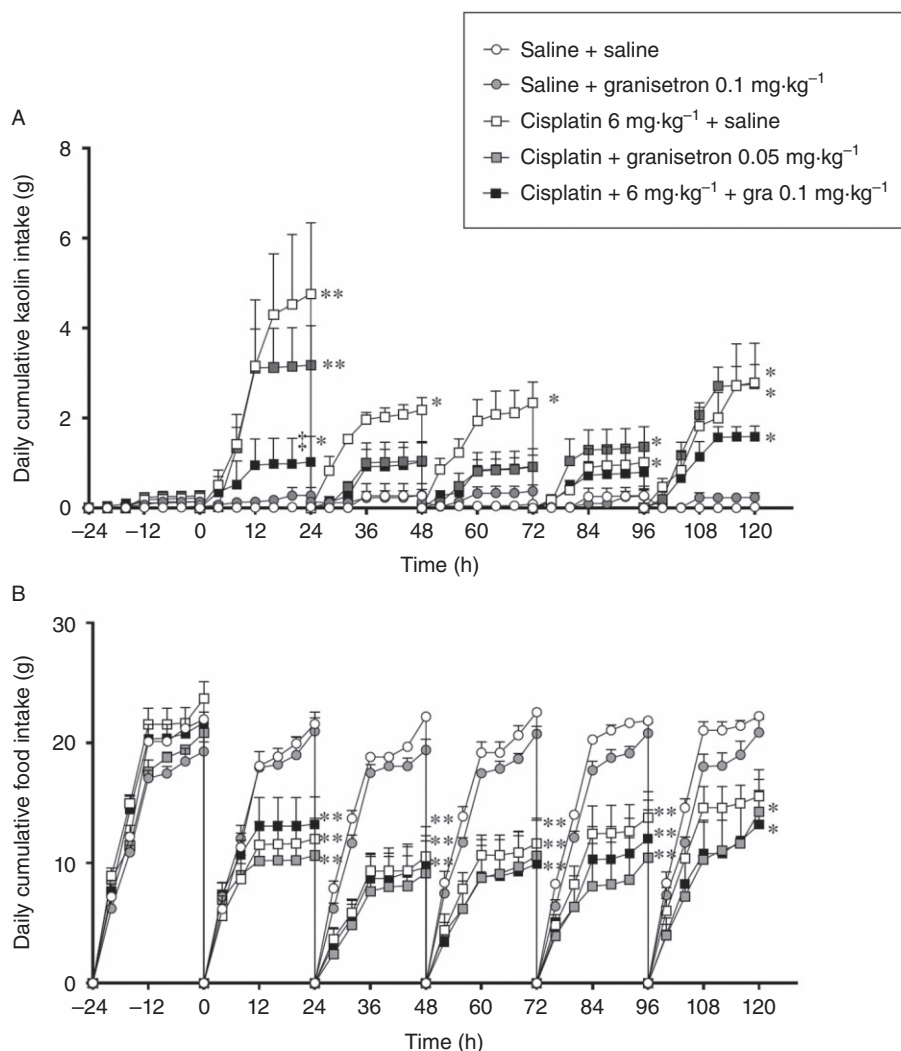 Saline + saline
Saline + granisetron 0.1 mg·kg⁻¹
Cisplatin 6 mg·kg⁻¹ + saline
Cisplatin + granisetron 0.05 mg·kg⁻¹
Cisplatin + 6 mg·kg⁻¹ + gra 0.1 mg·kg⁻¹
A
Daily cumulative kaolin intake (g)
8
6
4
2
0
**
**
‡*
*
*
*
*
*
*
*
−24 −12 0 12 24 36 48 60 72 84 96 108 120
Time (h)
B
Daily cumulative food intake (g)
30
20
10
0
**
**
**
**
**
**
**
**
**
**
**
**
*
*
−24 −12 0 12 24 36 48 60 72 84 96 108 120
Time (h)